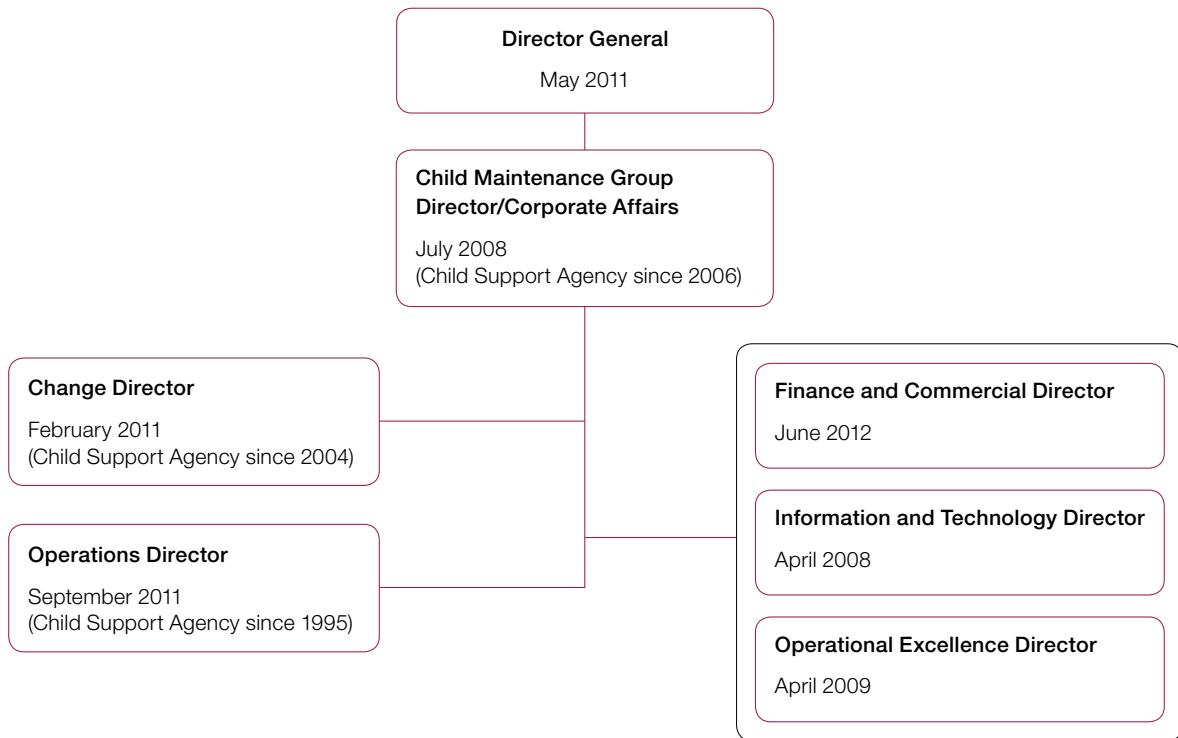 Director General
May 2011
Child Maintenance Group
Director/Corporate Affairs
July 2008
(Child Support Agency since 2006)
Change Director
February 2011
(Child Support Agency since 2004)
Operations Director
September 2011
(Child Support Agency since 1995)
Finance and Commercial Director
June 2012
Information and Technology Director
April 2008
Operational Excellence Director
April 2009